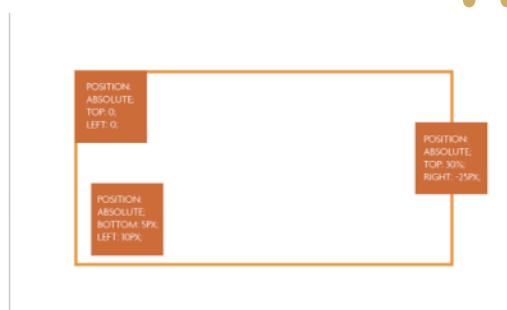 POSITION:
ABSOLUTE;
TOP: 0;
LEFT: 0;
POSITION:
ABSOLUTE;
TOP: 30%;
RIGHT: -25PX;
POSITION:
ABSOLUTE;
BOTTOM: 5PX;
LEFT: 10PX;